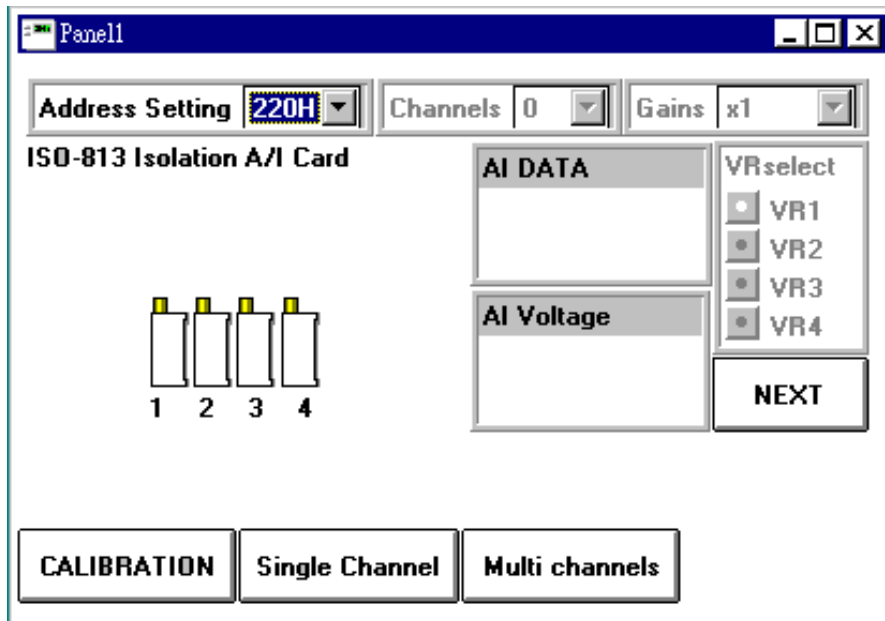 Panel1
Address Setting 220H Channels 0 Gains x1
ISO-813 Isolation A/I Card
AI DATA
VRselect
VR1
VR2
VR3
VR4
AI Voltage
NEXT
1 2 3 4
CALIBRATION Single Channel Multi channels